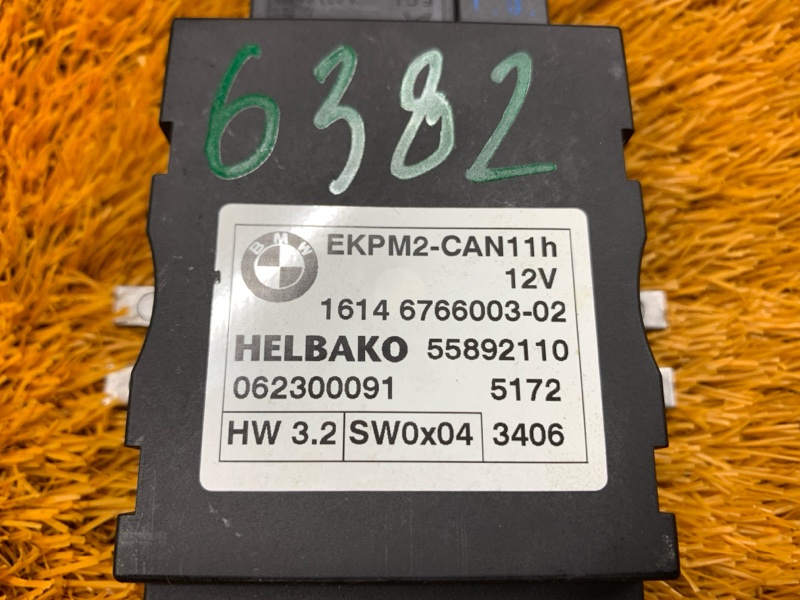 6382
BMW
EKPM2-CAN11h
12V
1614 6766003-02
HELBAKO 55892110
062300091 5172
HW 3.2 SW0x04 3406